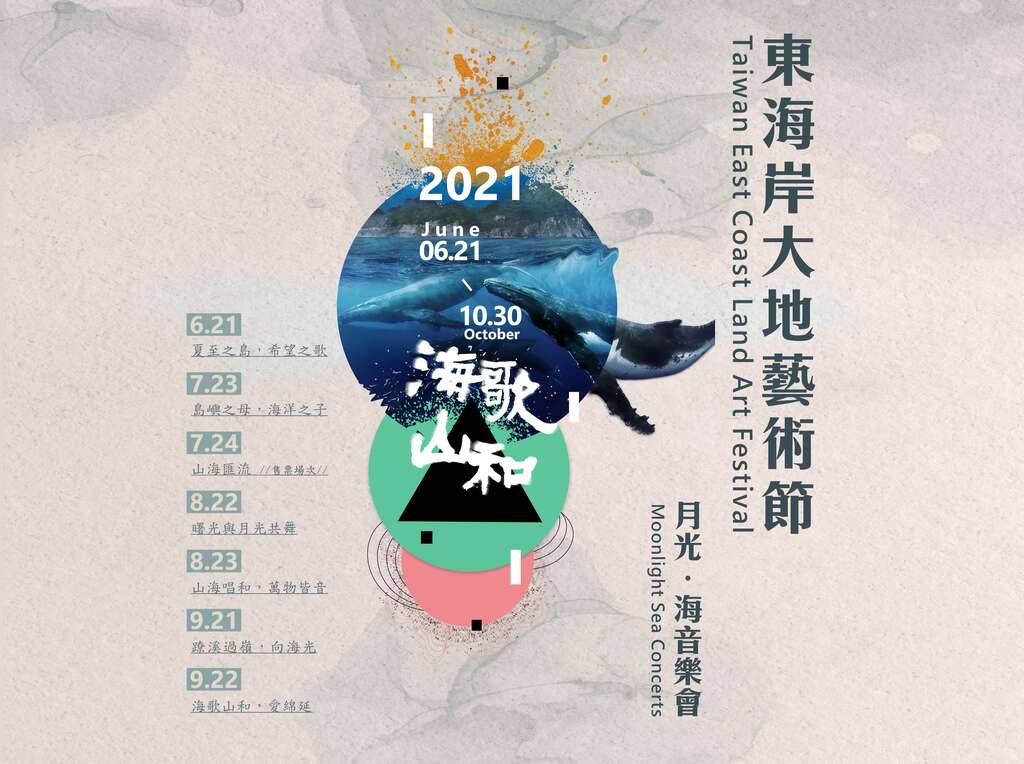 東海岸大地藝術節
Taiwan East Coast Land Art Festival
月光．海音樂會
Moonlight Sea Concerts
2021
June
06.21
\
10.30
October
海歌
山和
6.21
夏至之島，希望之歌
7.23
島嶼之母，海洋之子
7.24
山海匯流 //售票場次//
8.22
曙光與月光共舞
8.23
山海唱和，萬物皆音
9.21
蹽溪過嶺，向海光
9.22
海歌山和，愛綿延